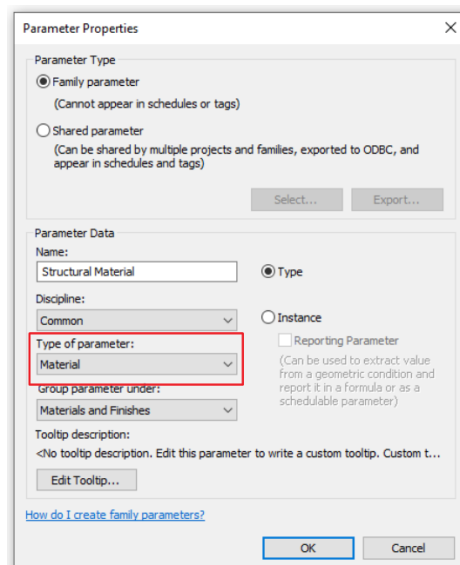 Parameter Properties
Parameter Type
Family parameter
(Cannot appear in schedules or tags)
Shared parameter
(Can be shared by multiple projects and families, exported to ODBC, and
appear in schedules and tags)
Select...
Export...
Parameter Data
Name:
Structural Material
Type
Discipline:
Common
Instance
Type of parameter:
Reporting Parameter
Material
(Can be used to extract value
from a geometric condition and
report it in a formula or as a
schedulable parameter)
Group parameter under:
Materials and Finishes
Tooltip description:
<No tooltip description. Edit this parameter to write a custom tooltip. Custom t...
Edit Tooltip...
How do I create family parameters?
OK
Cancel